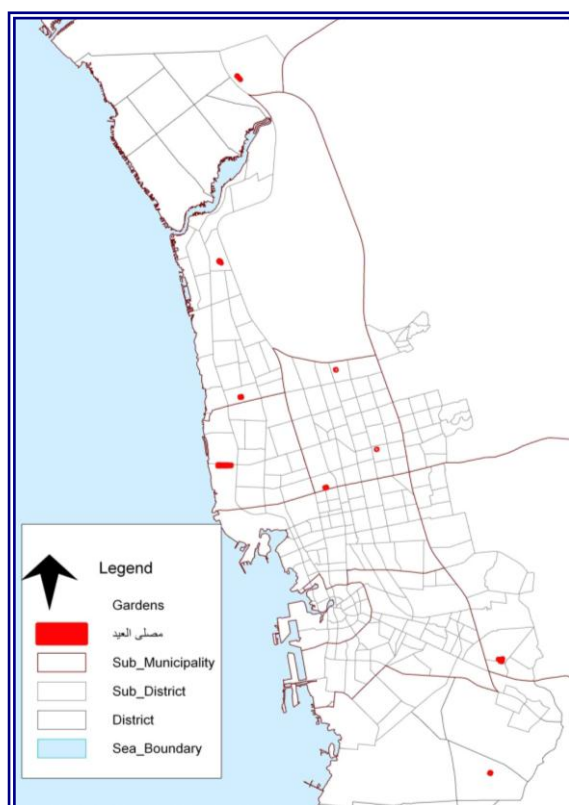 Legend
Gardens
مصلى العيد
Sub_Municipality
Sub_District
District
Sea_Boundary